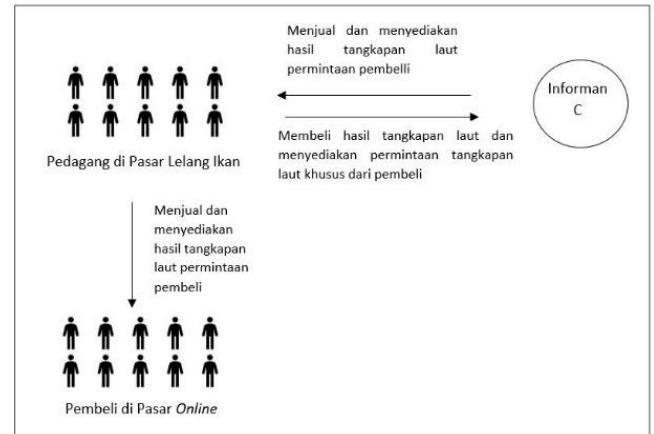 Menjual dan menyediakan
hasil tangkapan laut
permintaan pembelli
Informan
C
Pedagang di Pasar Lelang Ikan
Membeli hasil tangkapan laut dan
menyediakan permintaan tangkapan
laut khusus dari pembeli
Menjual dan
menyediakan
hasil tangkapan
laut permintaan
pembeli
Pembeli di Pasar Online